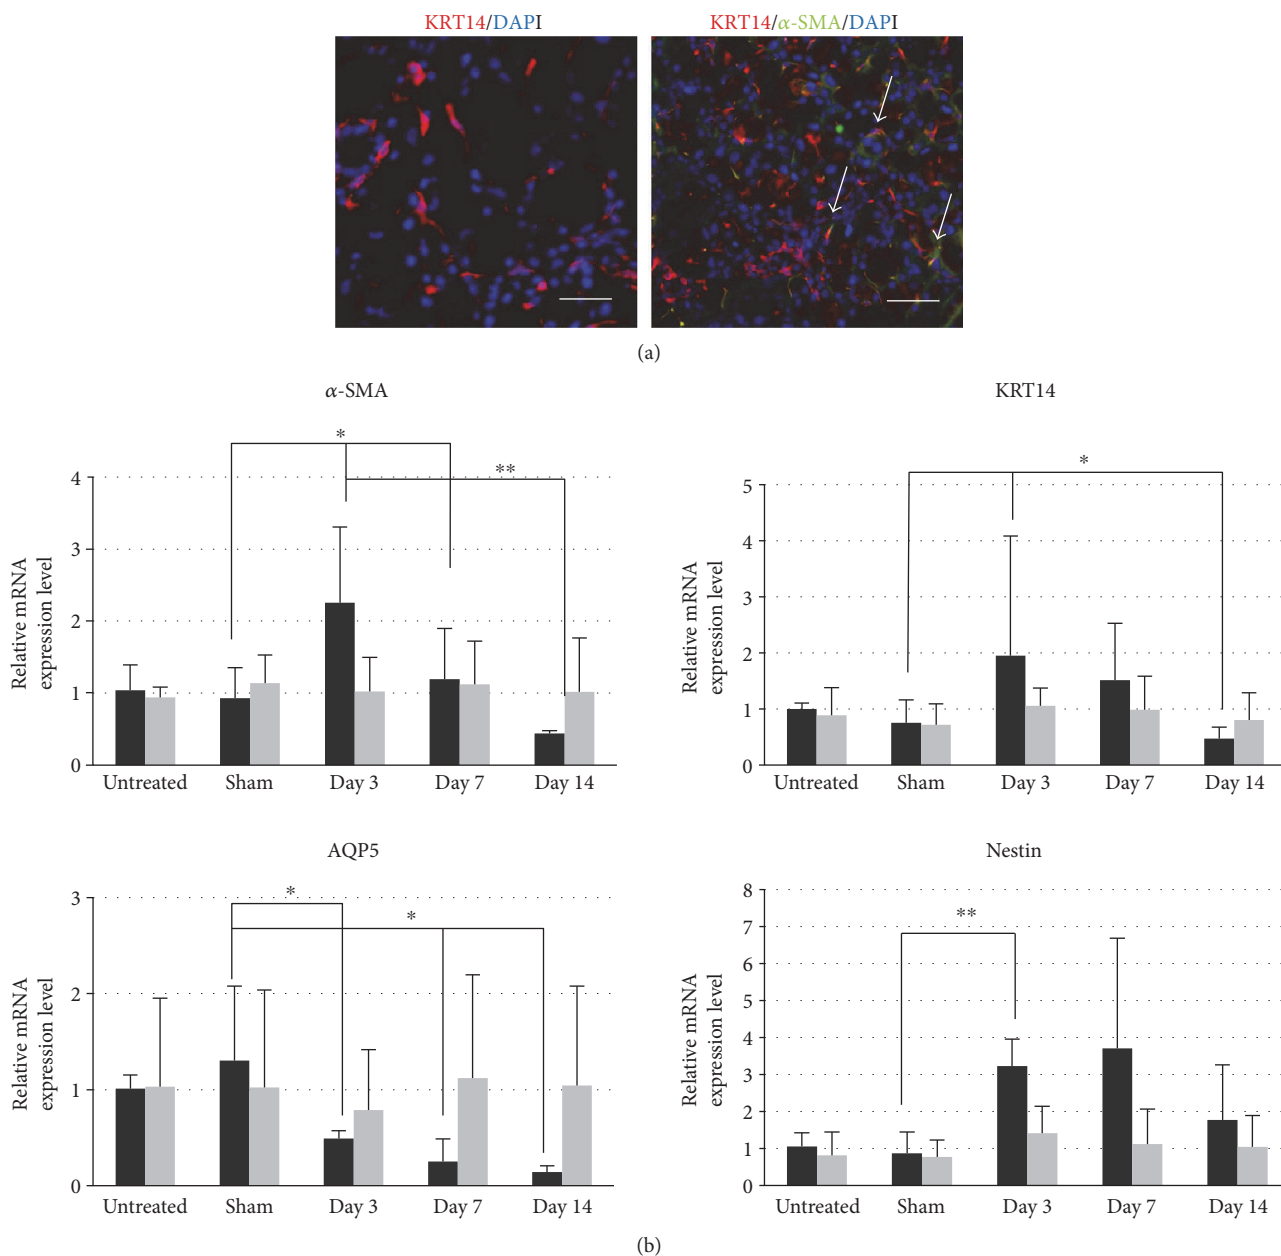 KRT14/DAPI
KRT14/α-SMA/DAPI
(a)
α-SMA
*
**
4
3
2
1
0
Relative mRNA
expression level
Untreated
Sham
Day 3
Day 7
Day 14
KRT14
*
5
4
3
2
1
0
Relative mRNA
expression level
Untreated
Sham
Day 3
Day 7
Day 14
AQP5
*
*
3
2
1
0
Relative mRNA
expression level
Untreated
Sham
Day 3
Day 7
Day 14
Nestin
**
8
7
6
5
4
3
2
1
0
Relative mRNA
expression level
Untreated
Sham
Day 3
Day 7
Day 14
(b)